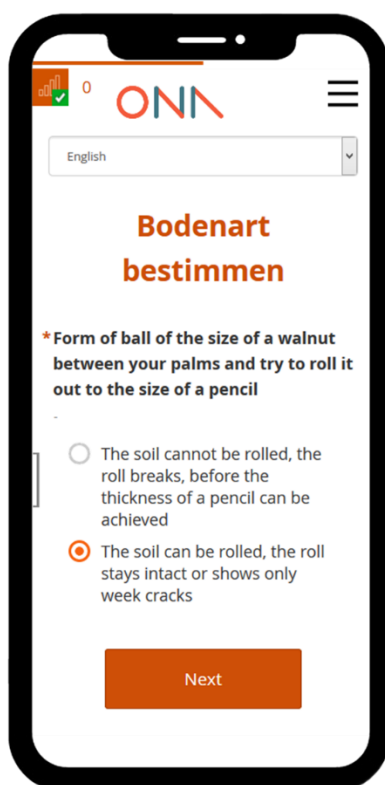 0
ONA
English
Bodenart
bestimmen
*Form of ball of the size of a walnut
between your palms and try to roll it
out to the size of a pencil
-
The soil cannot be rolled, the
roll breaks, before the
thickness of a pencil can be
achieved
The soil can be rolled, the roll
stays intact or shows only
week cracks
Next